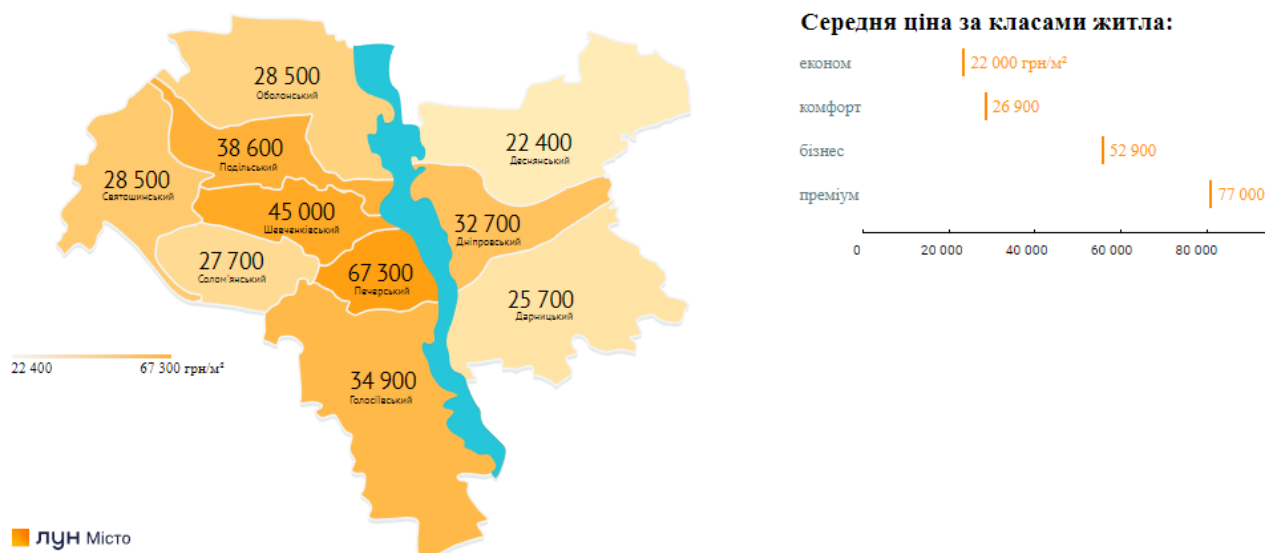 28 500
Оболонський
38 600
Подільський
28 500
Святошинський
45 000
Шевченківський
27 700
Солом'янський
67 300
Печерський
34 900
Голосіївський
22 400
Деснянський
32 700
Дніпровський
25 700
Дарницький
22 400
67 300 грн/м²
лун Місто
Середня ціна за класами житла:
економ
22 000 грн/м²
комфорт
26 900
бізнес
52 900
преміум
77 000
0 20 000 40 000 60 000 80 000